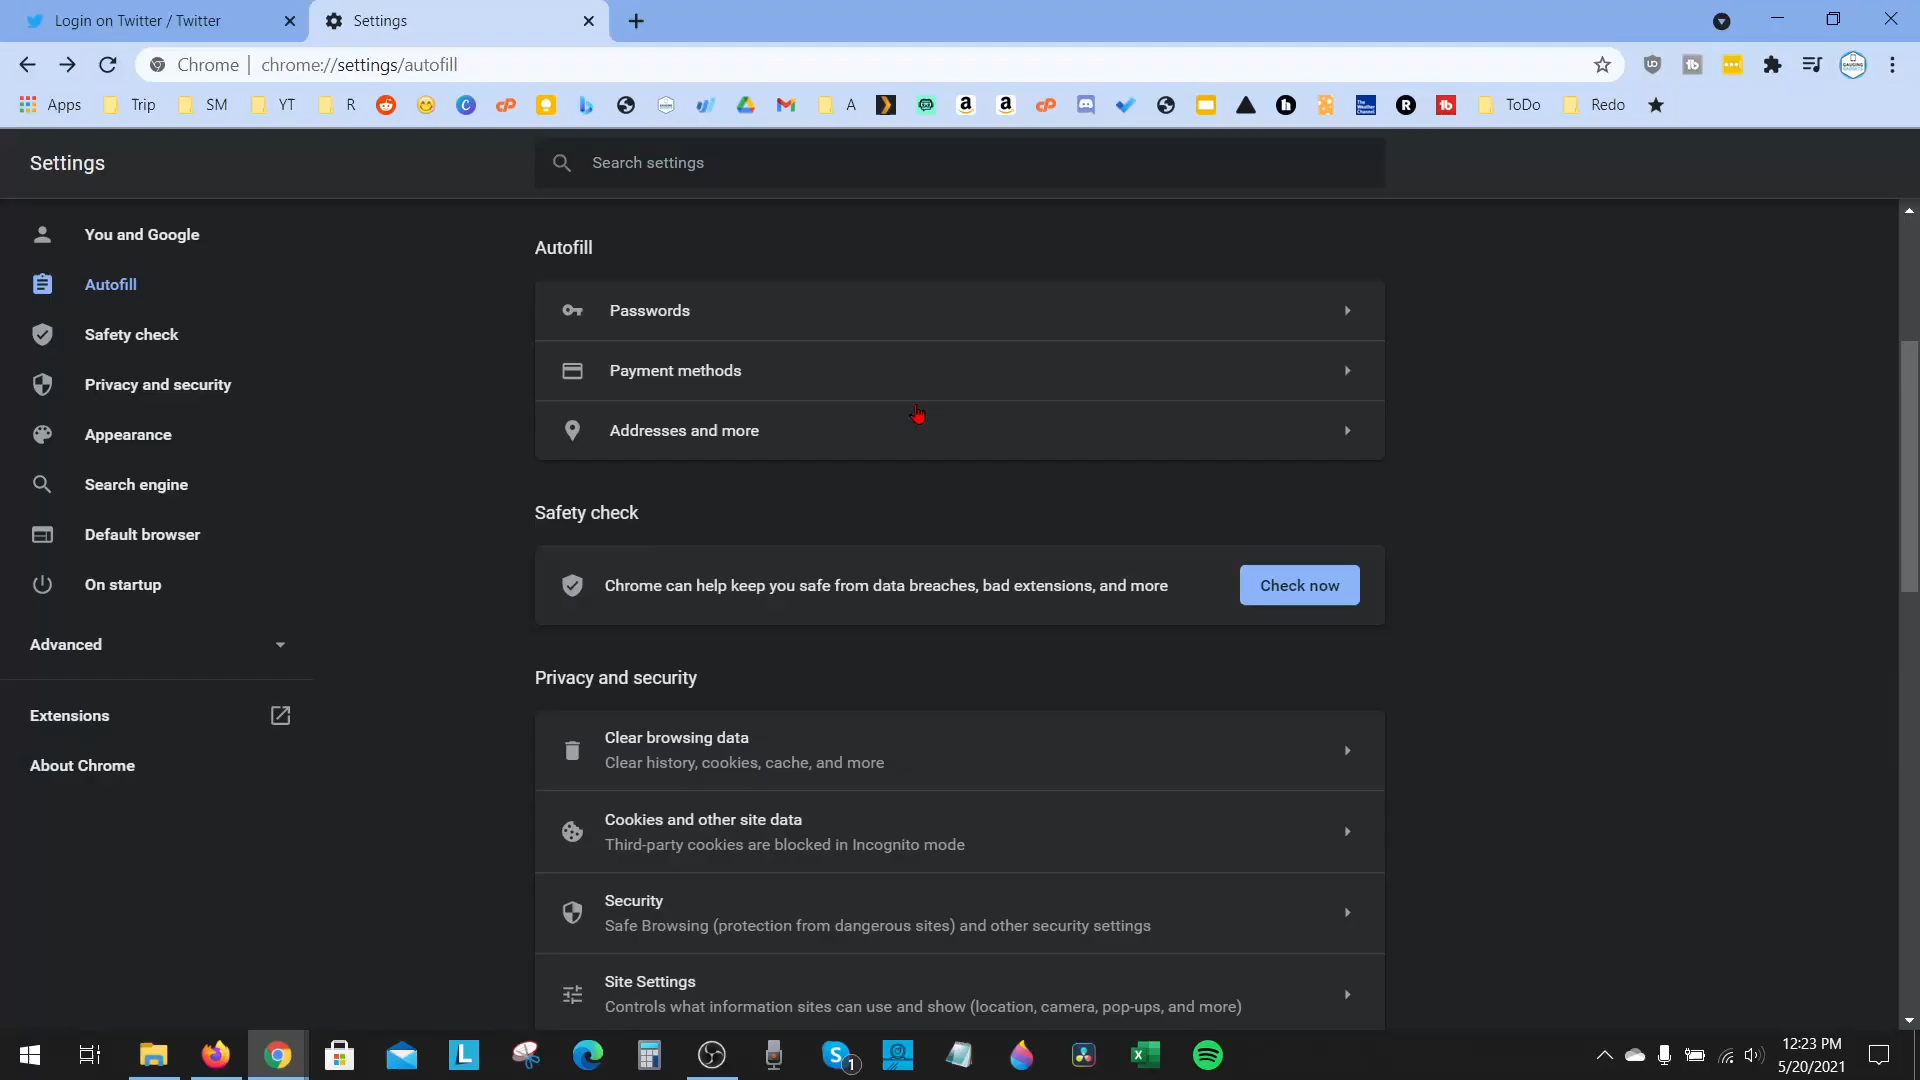 Login on Twitter / Twitter
Settings
Chrome | chrome://settings/autofill
Apps
Trip
SM
YT
R
A
ToDo
Redo
Settings
Search settings
You and Google
Autofill
Safety check
Privacy and security
Appearance
Search engine
Default browser
On startup
Advanced
Extensions
About Chrome
Autofill
Passwords
Payment methods
Addresses and more
Safety check
Chrome can help keep you safe from data breaches, bad extensions, and more
Check now
Privacy and security
Clear browsing data
Clear history, cookies, cache, and more
Cookies and other site data
Third-party cookies are blocked in Incognito mode
Security
Safe Browsing (protection from dangerous sites) and other security settings
Site Settings
Controls what information sites can use and show (location, camera, pop-ups, and more)
12:23 PM
5/20/2021